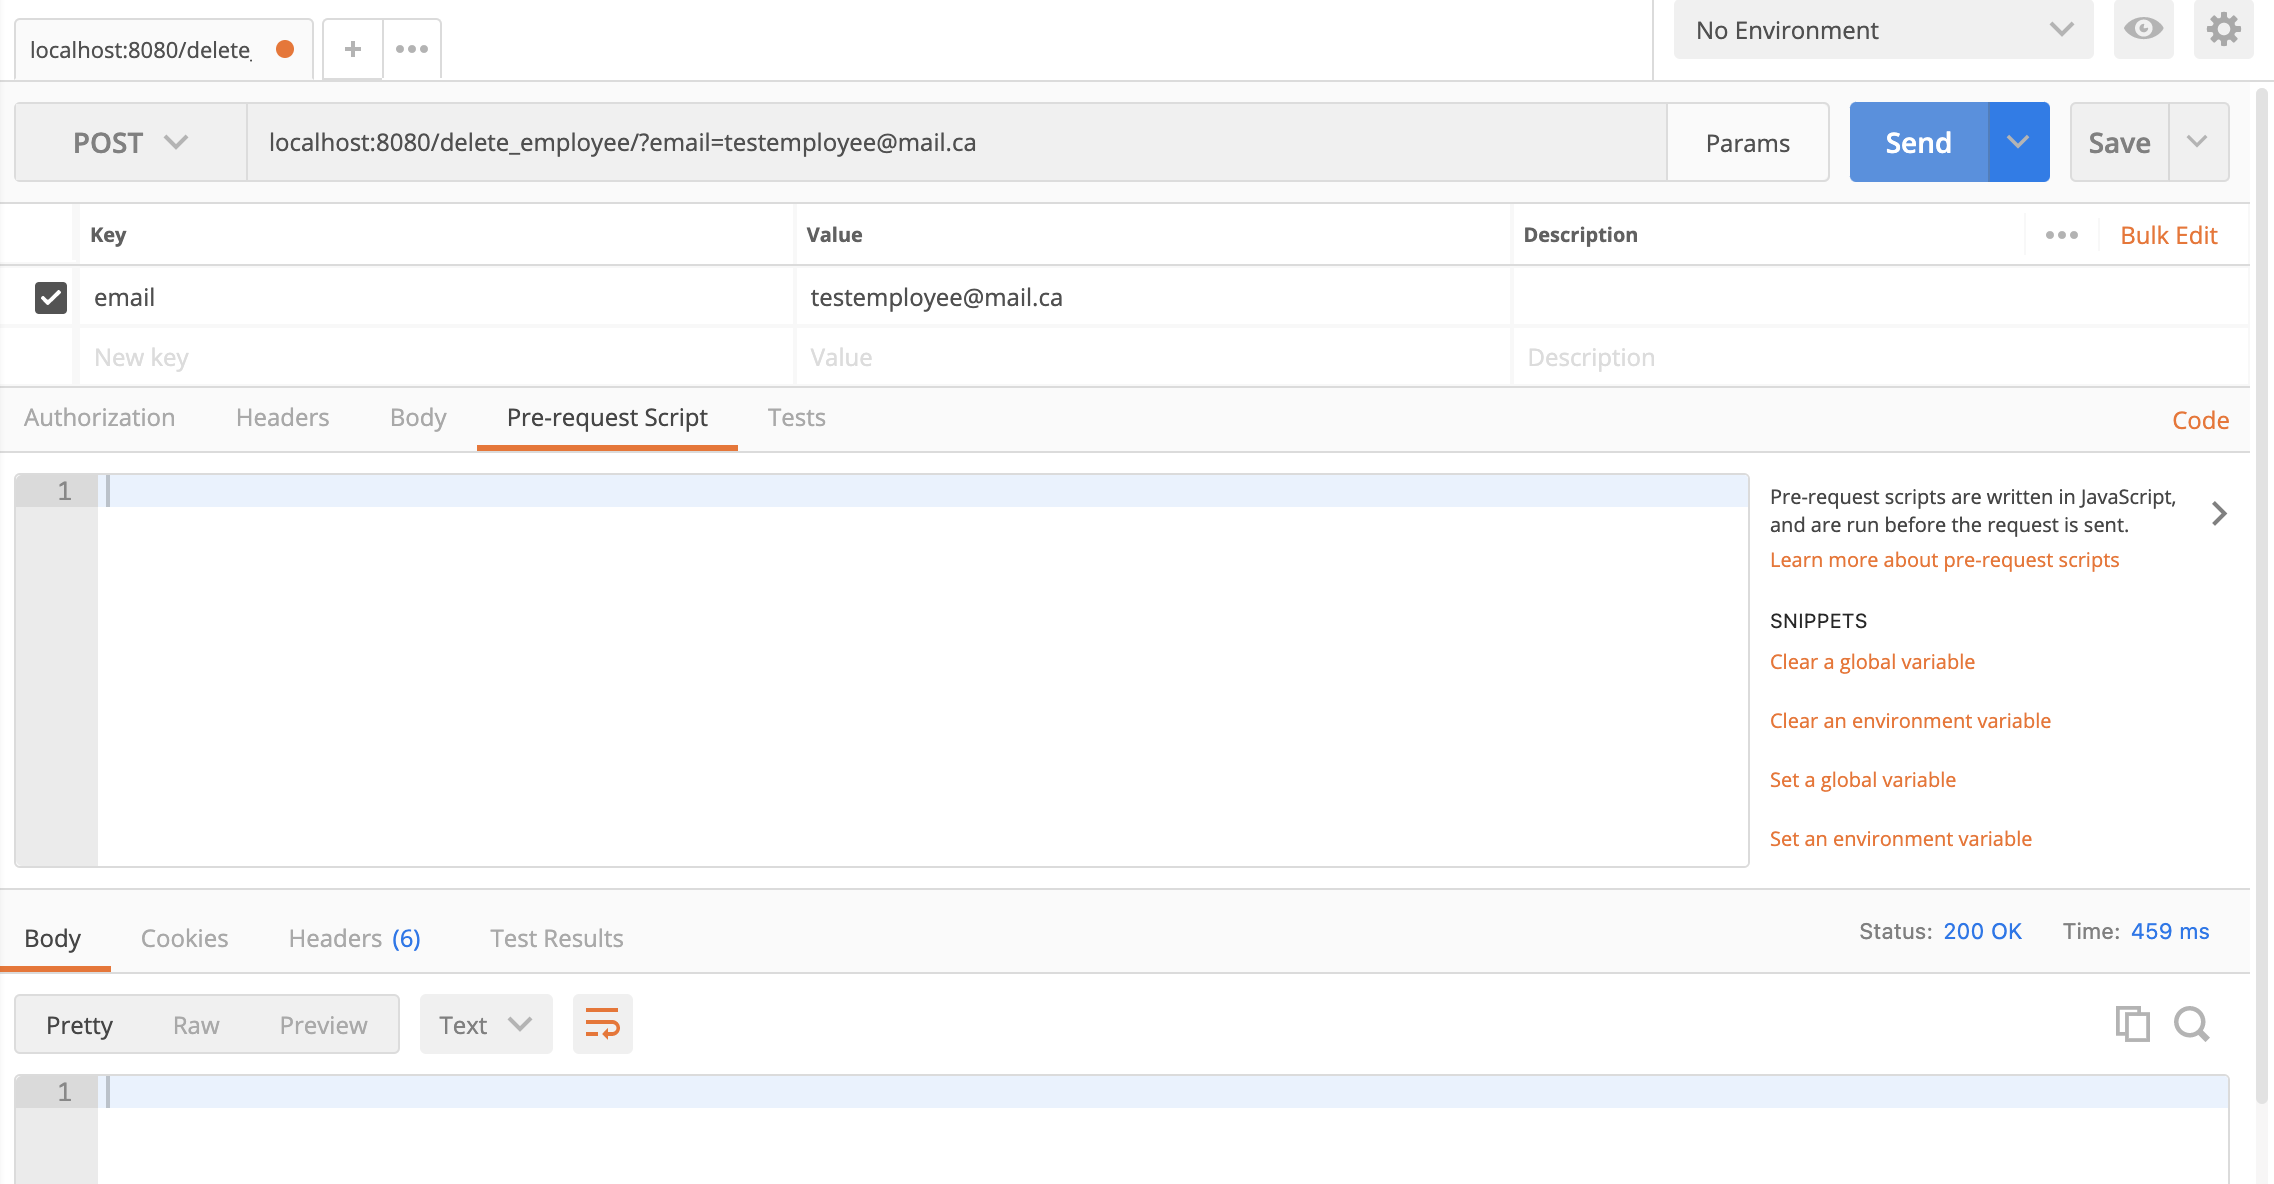 localhost:8080/delete_
No Environment
POST
localhost:8080/delete_employee/?email=testemployee@mail.ca
Params
Send
Save
Key
Value
Description
Bulk Edit
email
testemployee@mail.ca
New key
Value
Description
Authorization
Headers
Body
Pre-request Script
Tests
Code
1
Pre-request scripts are written in JavaScript,
and are run before the request is sent.
Learn more about pre-request scripts
SNIPPETS
Clear a global variable
Clear an environment variable
Set a global variable
Set an environment variable
Body
Cookies
Headers (6)
Test Results
Status: 200 OK
Time: 459 ms
Pretty
Raw
Preview
Text
1